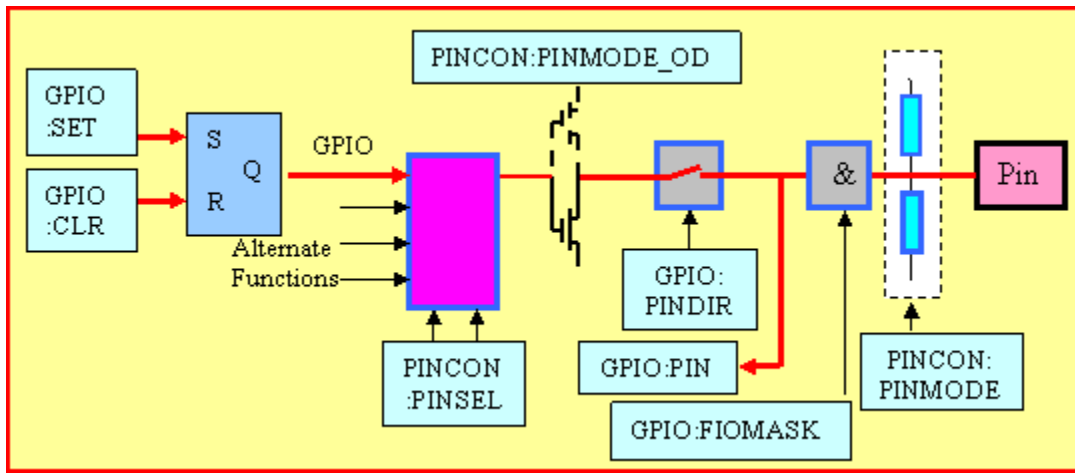 PINCON:PINMODE_OD
GPIO
:SET
GPIO
:CLR
S
Q
R
GPIO
Alternate
Functions
PINCON
:PINSEL
GPIO:
PINDIR
GPIO:PIN
&
GPIO:FIOMASK
Pin
PINCON:
PINMODE